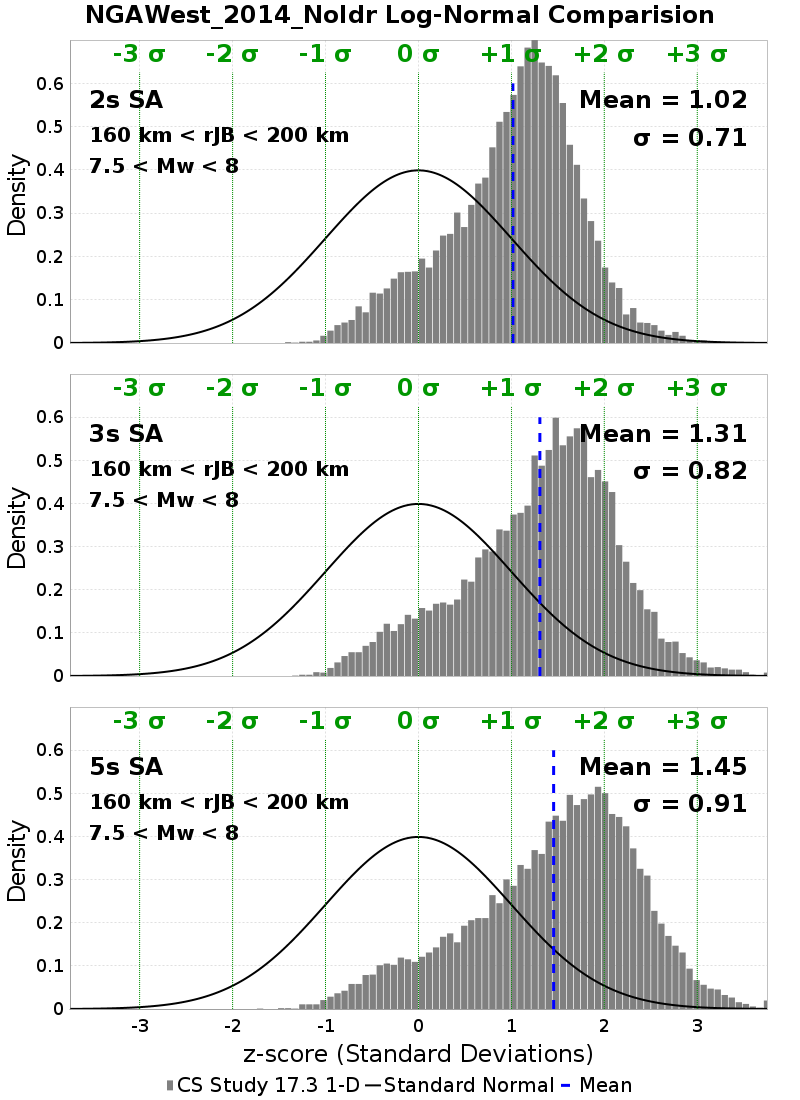 NGAWest_2014_NoIdr Log-Normal Comparision
-3 σ -2 σ -1 σ 0 σ +1 σ +2 σ +3 σ
2s SA
160 km < rJB < 200 km
7.5 < Mw < 8
Mean = 1.02
σ = 0.71
Density
0.6
0.5
0.4
0.3
0.2
0.1
0
-3 σ -2 σ -1 σ 0 σ +1 σ +2 σ +3 σ
3s SA
160 km < rJB < 200 km
7.5 < Mw < 8
Mean = 1.31
σ = 0.82
Density
0.6
0.5
0.4
0.3
0.2
0.1
0
-3 σ -2 σ -1 σ 0 σ +1 σ +2 σ +3 σ
5s SA
160 km < rJB < 200 km
7.5 < Mw < 8
Mean = 1.45
σ = 0.91
Density
0.6
0.5
0.4
0.3
0.2
0.1
0
-3 -2 -1 0 1 2 3
z-score (Standard Deviations)
CS Study 17.3 1-D Standard Normal Mean